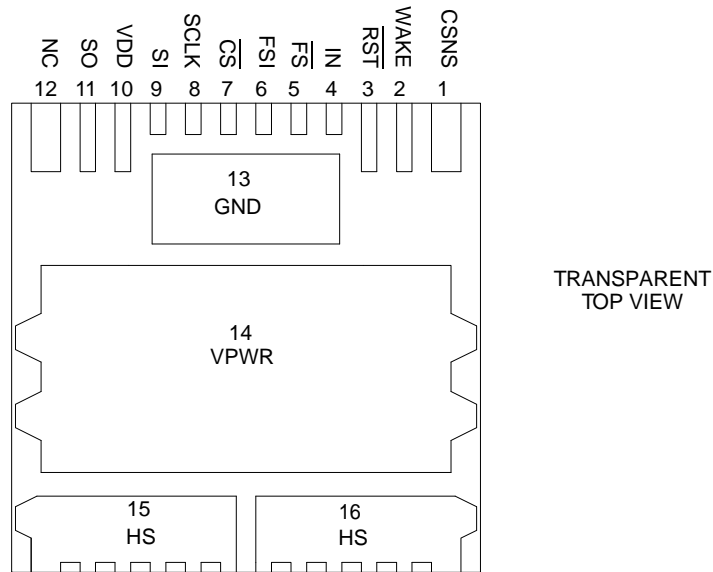 NC
SO
VDD
SI
SCLK
CS
FSI
FS
IN
RST
WAKE
CSNS
12 11 10 9 8 7 6 5 4 3 2 1
13
GND
TRANSPARENT
TOP VIEW
14
VPWR
15
HS
16
HS